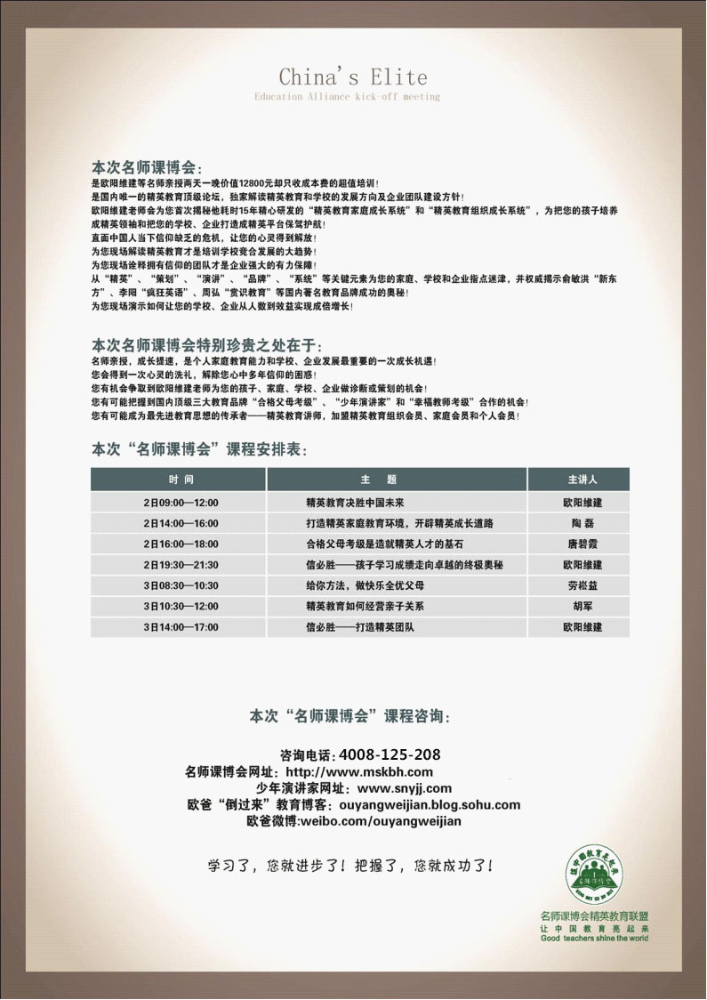 China's Elite
Education Alliance kick-off meeting
本次名师课博会：
是欧阳维建等名师亲授两天一晚价值12800元却只收成本费的超值培训！
是国内唯一的精英教育顶级论坛，独家解读精英教育和学校的发展方向及企业团队建设方针！
欧阳维建老师会为您首次揭秘他耗时15年精心研发的“精英教育家庭成长系统”和“精英教育组织成长系统”，为把您的孩子培养
成精英领袖和把您的学校、企业打造成精英平台保驾护航！
直面中国人当下信仰缺乏的危机，让您的心灵得到解放！
为您现场解读精英教育才是培训学校竞合发展的大趋势！
为您现场诠释拥有信仰的团队才是企业强大的有力保障！
从“精英”、“策划”、“演讲”、“品牌”、“系统”等关键元素为您的家庭、学校和企业指点迷津，并权威揭示俞敏洪“新东
方”、李阳“疯狂英语”、周弘“赏识教育”等国内著名教育品牌成功的奥秘！
为您现场演示如何让您的学校、企业从人数到效益实现成倍增长！
本次名师课博会特别珍贵之处在于：
名师亲授，成长提速，是个人家庭教育能力和学校、企业发展最重要的一次成长机遇！
您会得到一次心灵的洗礼，解除您心中多年信仰的困惑！
您有机会争取到欧阳维建老师为您的孩子、家庭、学校、企业做诊断或策划的机会！
您有可能把握到国内顶级三大教育品牌“合格父母考级”、“少年演讲家”和“幸福教师考级”合作的机会！
您有可能成为最先进教育思想的传承者——精英教育讲师，加盟精英教育组织会员、家庭会员和个人会员！
本次“名师课博会”课程安排表：
时 间 主 题 主讲人
2日09:00—12:00 精英教育决胜中国未来 欧阳维建
2日14:00—16:00 打造精英家庭教育环境，开辟精英成长道路 陶 磊
2日16:00—18:00 合格父母考级是造就精英人才的基石 唐碧霞
2日19:30—21:30 信必胜——孩子学习成绩走向卓越的终极奥秘 欧阳维建
3日08:30—10:30 给你方法，做快乐全优父母 劳崧益
3日10:30—12:00 精英教育如何经营亲子关系 胡军
3日14:00—17:00 信必胜——打造精英团队 欧阳维建
本次“名师课博会”课程咨询：
咨询电话：4008-125-208
名师课博会网址：http://www.mskbh.com
少年演讲家网址：www.snyjj.com
欧爸“倒过来”教育博客：ouyangweijian.blog.sohu.com
欧爸微博:weibo.com/ouyangweijian
学习了，您就进步了！把握了，您就成功了！
让中国教育亮起来
名师课博会
名师课博会精英教育联盟
让中国教育亮起来
Good teachers shine the world